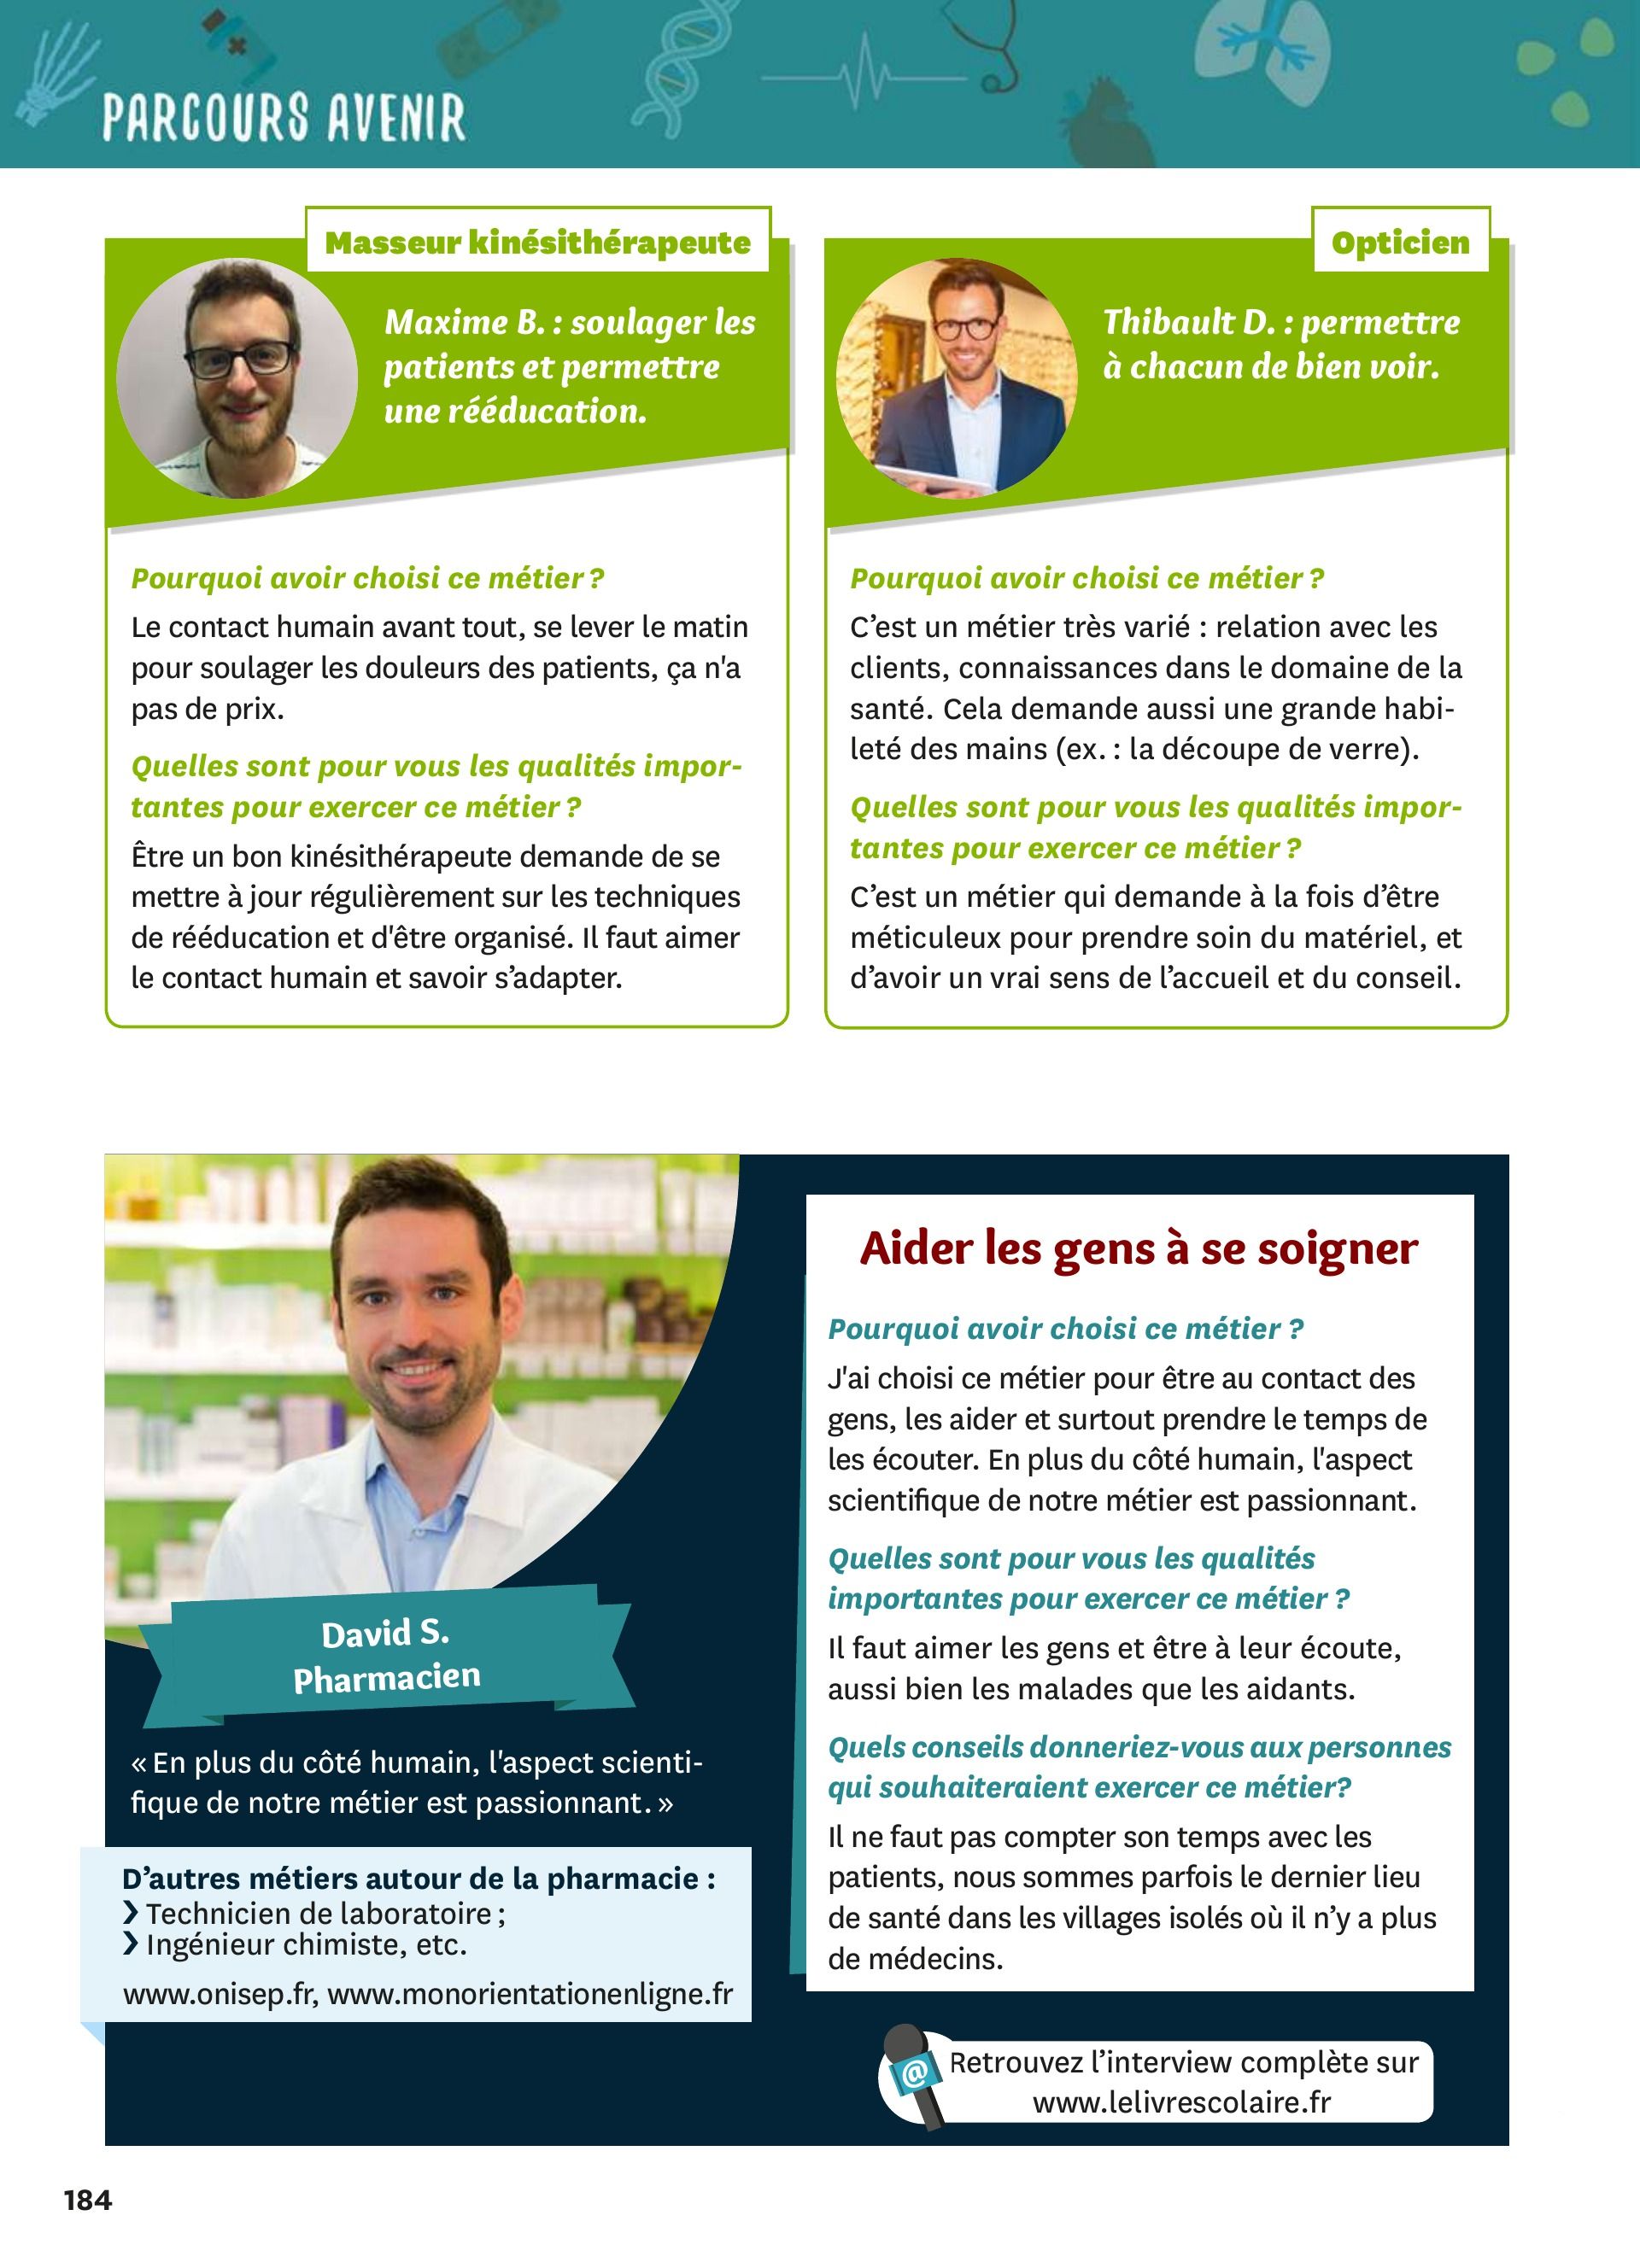 PARCOURS AVENIR
Masseur kinésithérapeute
Maxime B. : soulager les
patients et permettre
une rééducation.
Pourquoi avoir choisi ce métier ?
Le contact humain avant tout, se lever le matin
pour soulager les douleurs des patients, ça n'a
pas de prix.
Quelles sont pour vous les qualités impor-
tantes pour exercer ce métier ?
Être un bon kinésithérapeute demande de se
mettre à jour régulièrement sur les techniques
de rééducation et d'être organisé. Il faut aimer
le contact humain et savoir s’adapter.
Opticien
Thibault D. : permettre
à chacun de bien voir.
Pourquoi avoir choisi ce métier ?
C’est un métier très varié : relation avec les
clients, connaissances dans le domaine de la
santé. Cela demande aussi une grande habi-
leté des mains (ex. : la découpe de verre).
Quelles sont pour vous les qualités impor-
tantes pour exercer ce métier ?
C’est un métier qui demande à la fois d’être
méticuleux pour prendre soin du matériel, et
d’avoir un vrai sens de l’accueil et du conseil.
David S.
Pharmacien
« En plus du côté humain, l'aspect scienti-
fique de notre métier est passionnant. »
D’autres métiers autour de la pharmacie :
❯ Technicien de laboratoire ;
❯ Ingénieur chimiste, etc.
www.onisep.fr, www.monorientationenligne.fr
Aider les gens à se soigner
Pourquoi avoir choisi ce métier ?
J'ai choisi ce métier pour être au contact des
gens, les aider et surtout prendre le temps de
les écouter. En plus du côté humain, l'aspect
scientifique de notre métier est passionnant.
Quelles sont pour vous les qualités
importantes pour exercer ce métier ?
Il faut aimer les gens et être à leur écoute,
aussi bien les malades que les aidants.
Quels conseils donneriez-vous aux personnes
qui souhaiteraient exercer ce métier?
Il ne faut pas compter son temps avec les
patients, nous sommes parfois le dernier lieu
de santé dans les villages isolés où il n’y a plus
de médecins.
@
Retrouvez l’interview complète sur
www.lelivrescolaire.fr
184